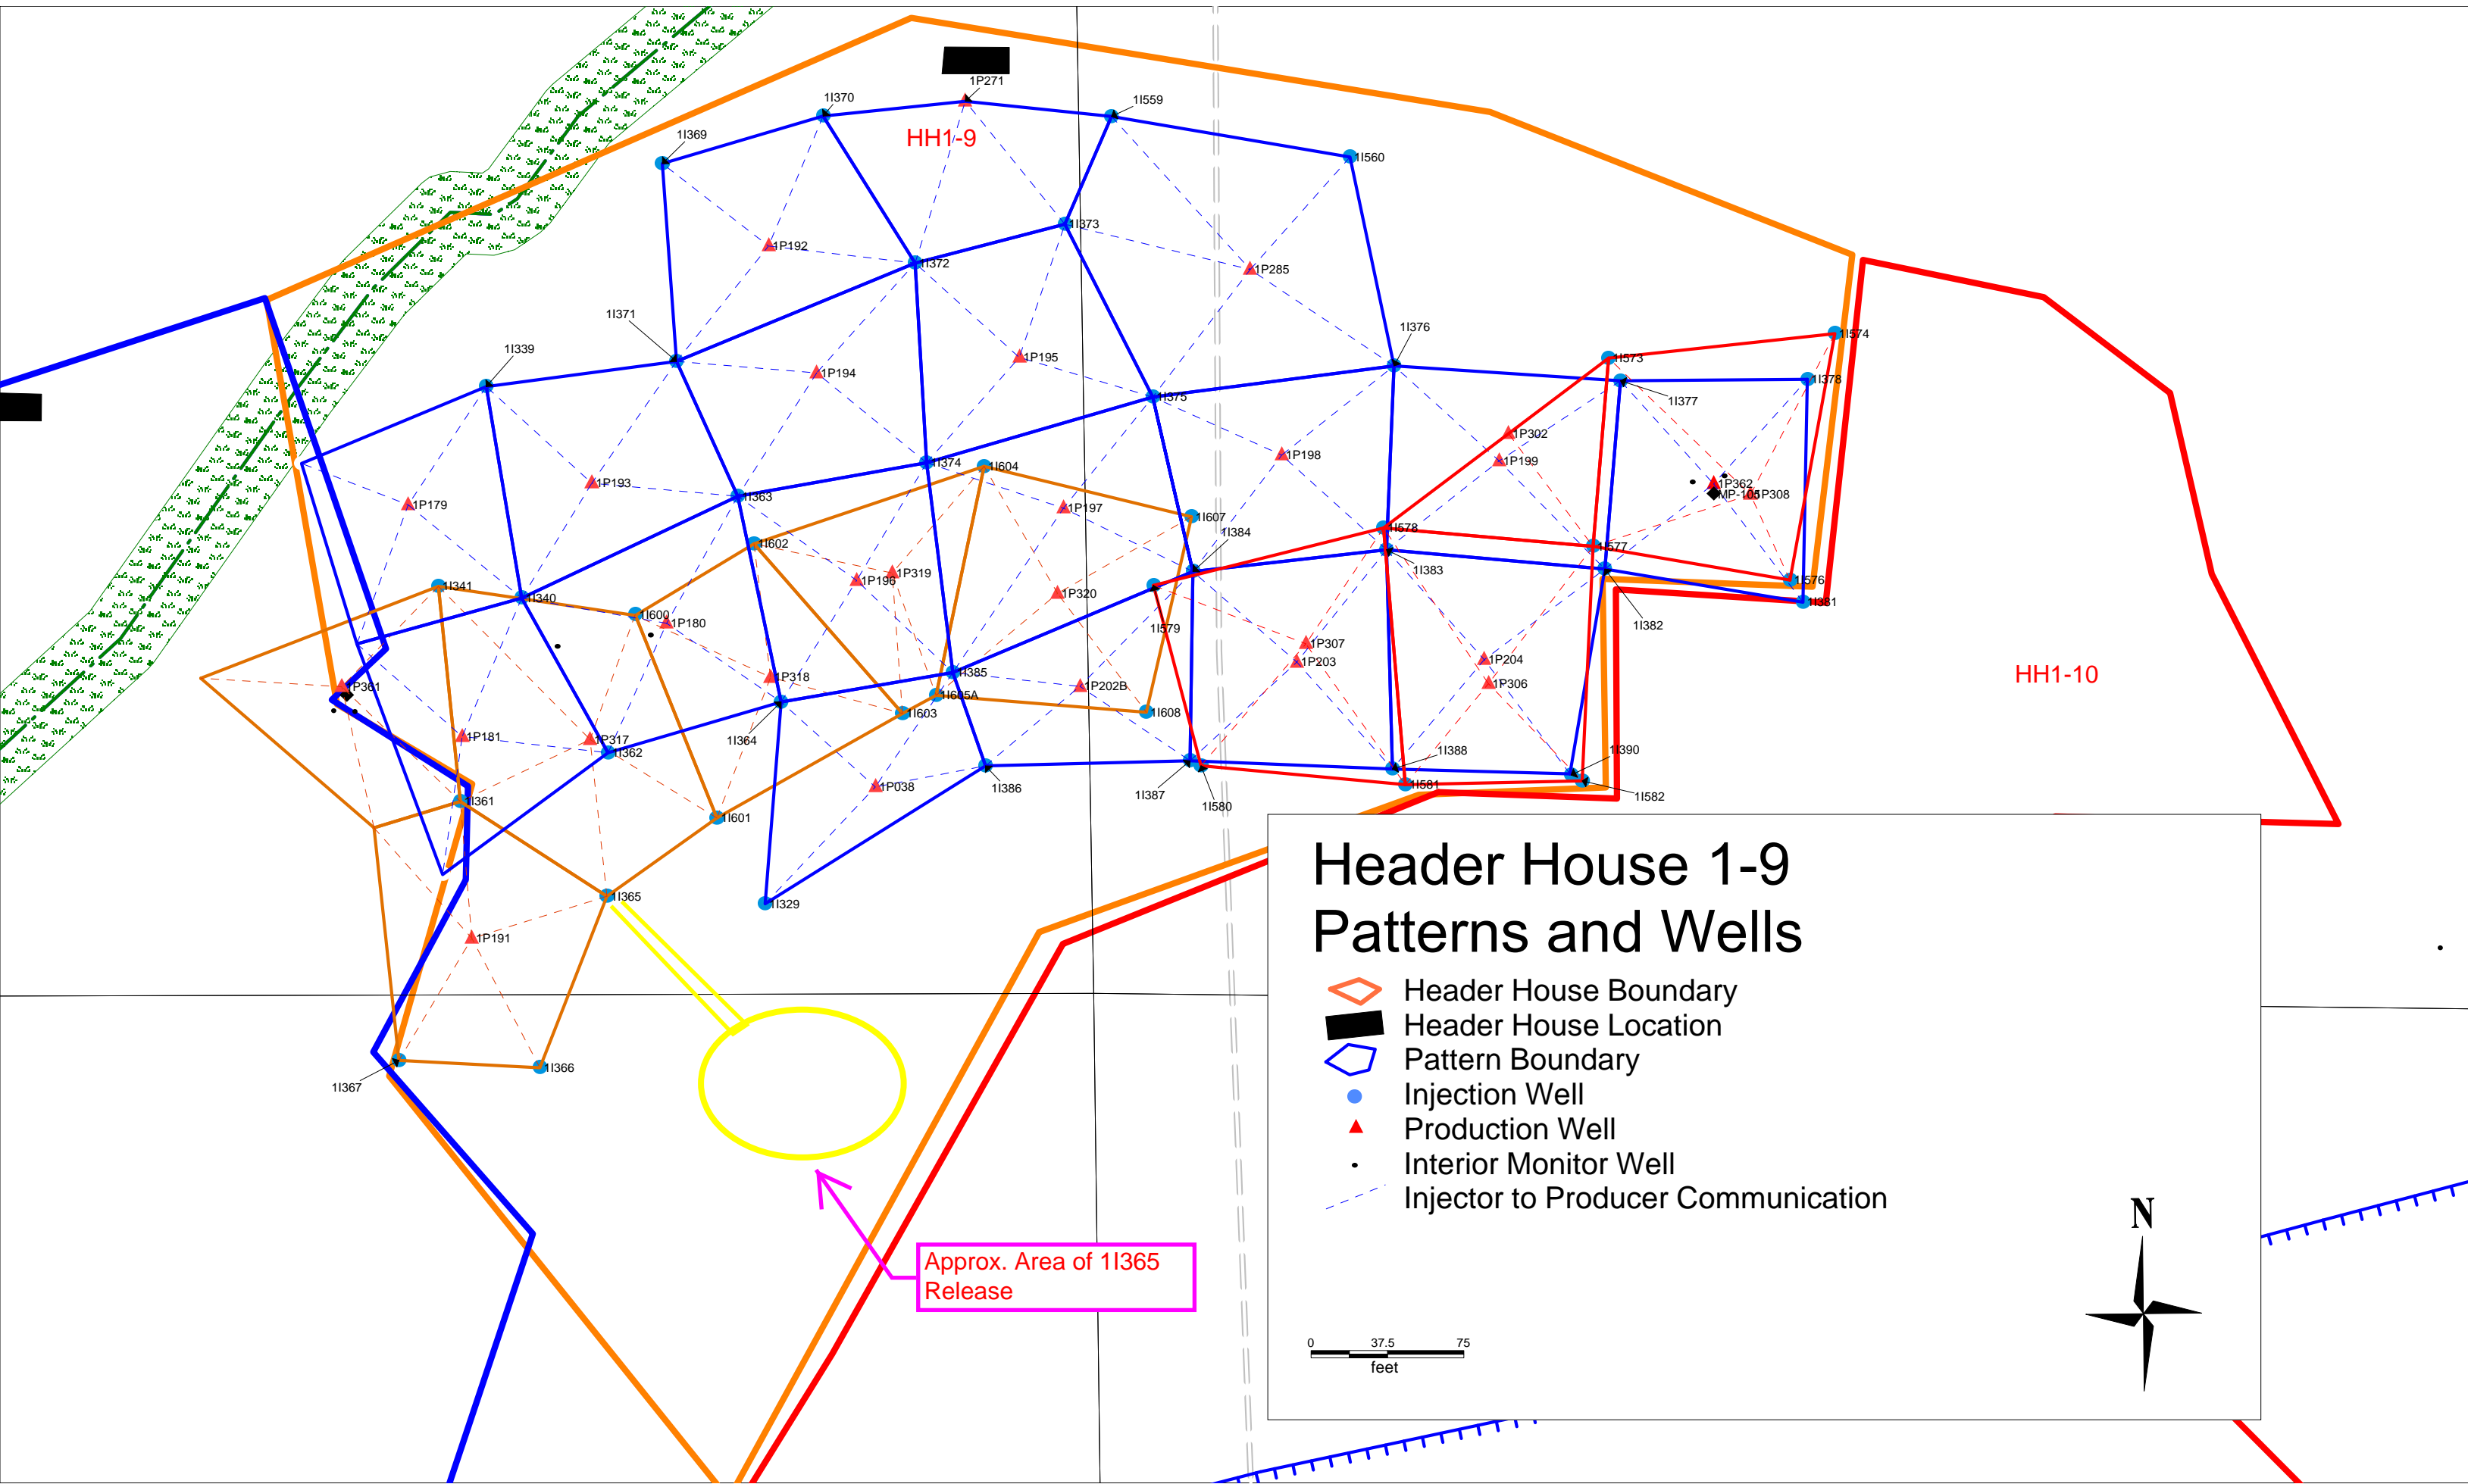 1P271
1I370
1I559
HH1-9
1I369
1I560
1I373
1P192
1I372
1P285
1I371
1I376
1I574
1I339
1P195
1I573
1P194
1I378
1I375
1I377
1P302
1P198
1P199
1I374
1I604
1P193
1P362
1I363
MP-105
1P308
1P179
1P197
1I607
1I578
1I384
1I602
1I577
1P319
1I383
1P196
1I576
1I341
1P320
1I340
1I331
1I600
1P180
1I579
1I382
1P307
1P203
1P204
1I385
1P318
HH1-10
1P361
1P202B
1P306
1I605A
1I603
1I608
1P181
1P317
1I364
1I362
1I388
1I390
1P038
1I386
1I387
1I580
1I581
1I582
1I361
1I601
1I365
1I329
1P191
1I366
1I367
Approx. Area of 1I365
Release
Header House 1-9
Patterns and Wells
Header House Boundary
Header House Location
Pattern Boundary
Injection Well
Production Well
Interior Monitor Well
Injector to Producer Communication
N
0 37.5 75
feet